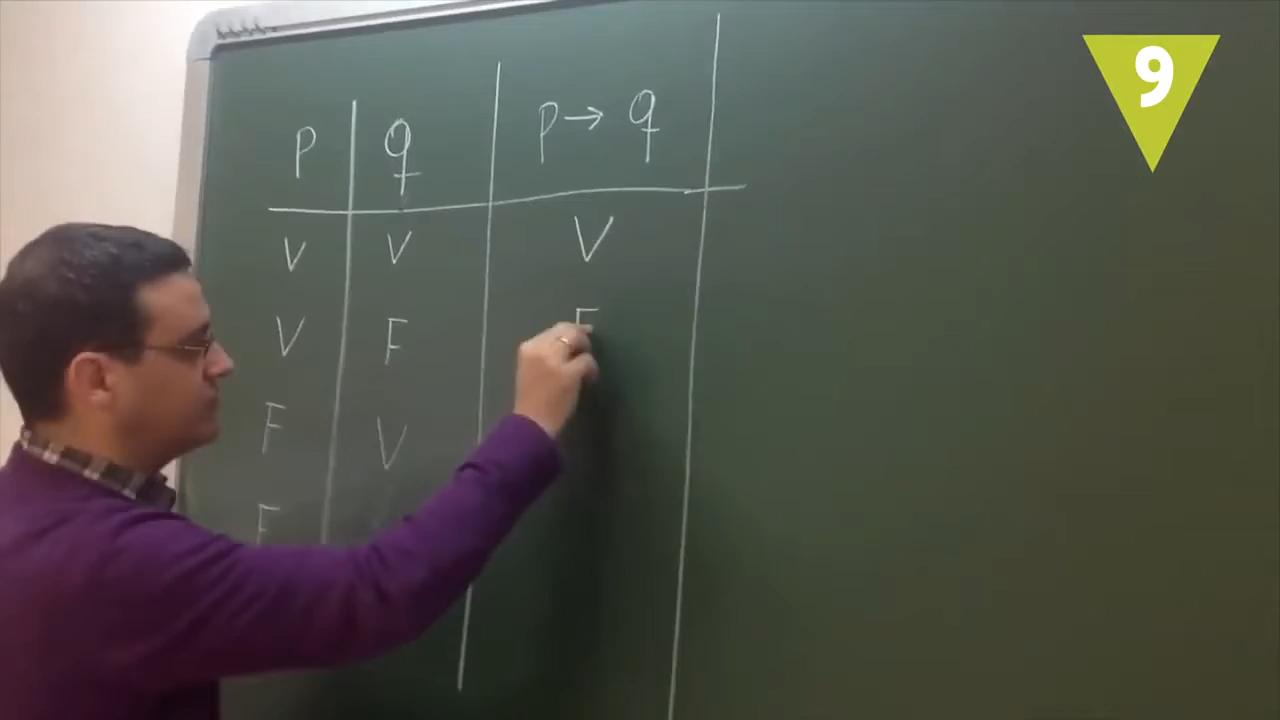 9
p q p → q
V V V
V F F
F V
F